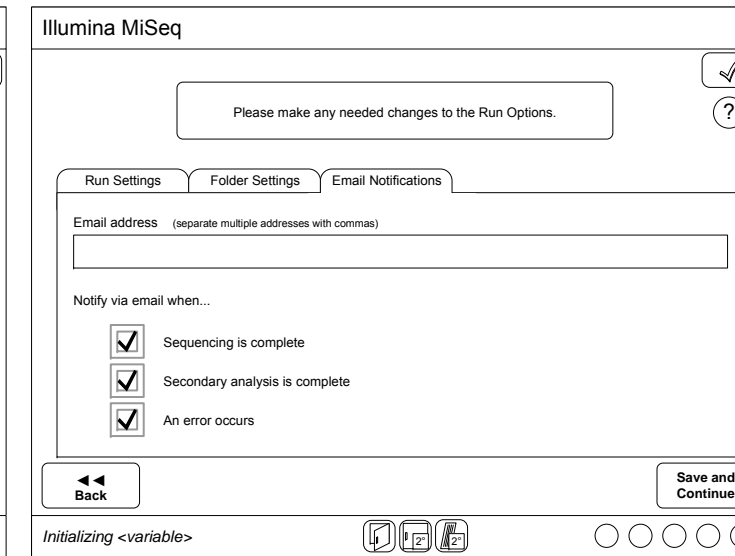 Illumina MiSeq
Please make any needed changes to the Run Options.
?
Run Settings
Folder Settings
Email Notifications
Email address (separate multiple addresses with commas)
Notify via email when...
Sequencing is complete
Secondary analysis is complete
An error occurs
Back
Save and
Continue
Initializing <variable>
2°
2°